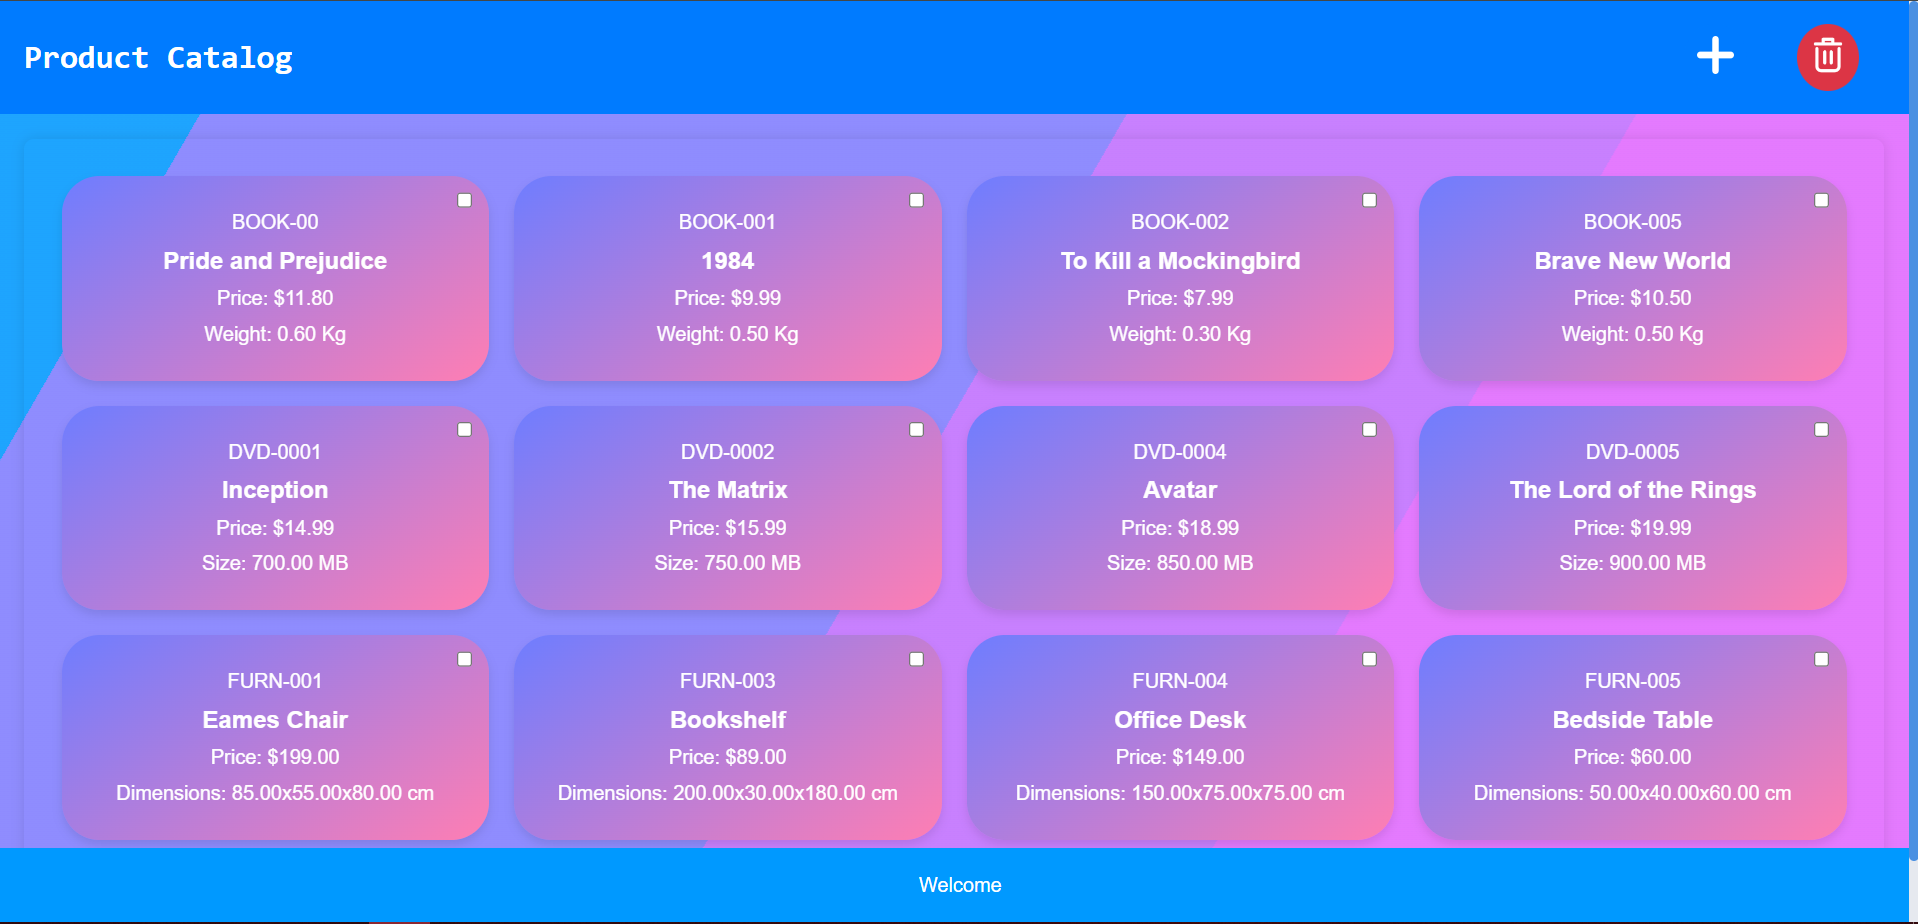 Product Catalog
BOOK-00
Pride and Prejudice
Price: $11.80
Weight: 0.60 Kg
BOOK-001
1984
Price: $9.99
Weight: 0.50 Kg
BOOK-002
To Kill a Mockingbird
Price: $7.99
Weight: 0.30 Kg
BOOK-005
Brave New World
Price: $10.50
Weight: 0.50 Kg
DVD-0001
Inception
Price: $14.99
Size: 700.00 MB
DVD-0002
The Matrix
Price: $15.99
Size: 750.00 MB
DVD-0004
Avatar
Price: $18.99
Size: 850.00 MB
DVD-0005
The Lord of the Rings
Price: $19.99
Size: 900.00 MB
FURN-001
Eames Chair
Price: $199.00
Dimensions: 85.00x55.00x80.00 cm
FURN-003
Bookshelf
Price: $89.00
Dimensions: 200.00x30.00x180.00 cm
FURN-004
Office Desk
Price: $149.00
Dimensions: 150.00x75.00x75.00 cm
FURN-005
Bedside Table
Price: $60.00
Dimensions: 50.00x40.00x60.00 cm
Welcome